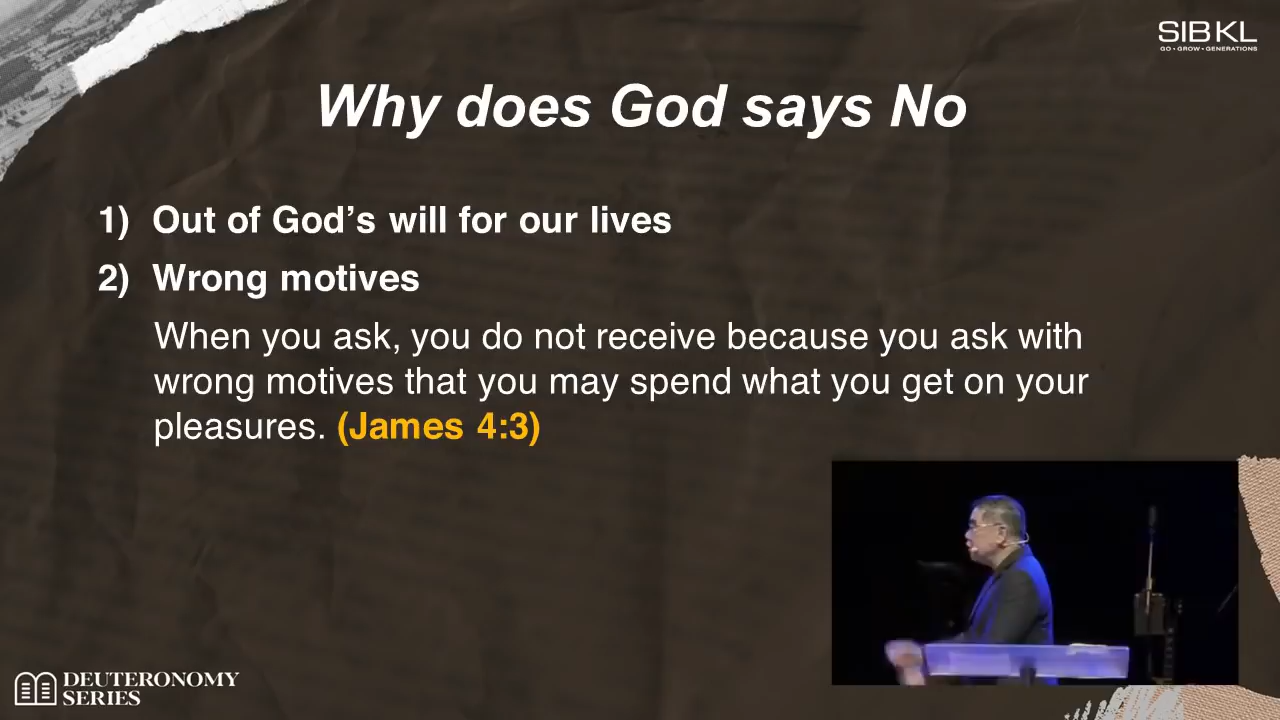 SIBKL
GO • GROW • GENERATIONS
Why does God says No
1) Out of God’s will for our lives
2) Wrong motives
When you ask, you do not receive because you ask with
wrong motives that you may spend what you get on your
pleasures. (James 4:3)
DEUTERONOMY
SERIES